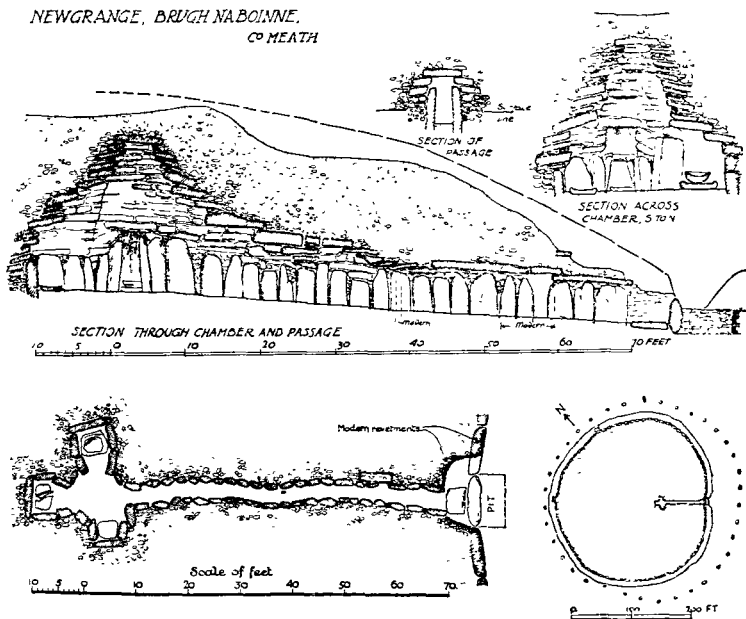 NEWGRANGE, BRUGH NABOINNE,
CO MEATH
SECTION OF
PASSAGE
SECTION ACROSS
CHAMBER, S TO N
modern
modern
SECTION THROUGH CHAMBER AND PASSAGE
10 5 0 10 20 30 40 50 60 70 FEET
Modern revetments
PIT
N
Scale of feet
10 5 0 10 20 30 40 50 60 70
0 100 200 FT